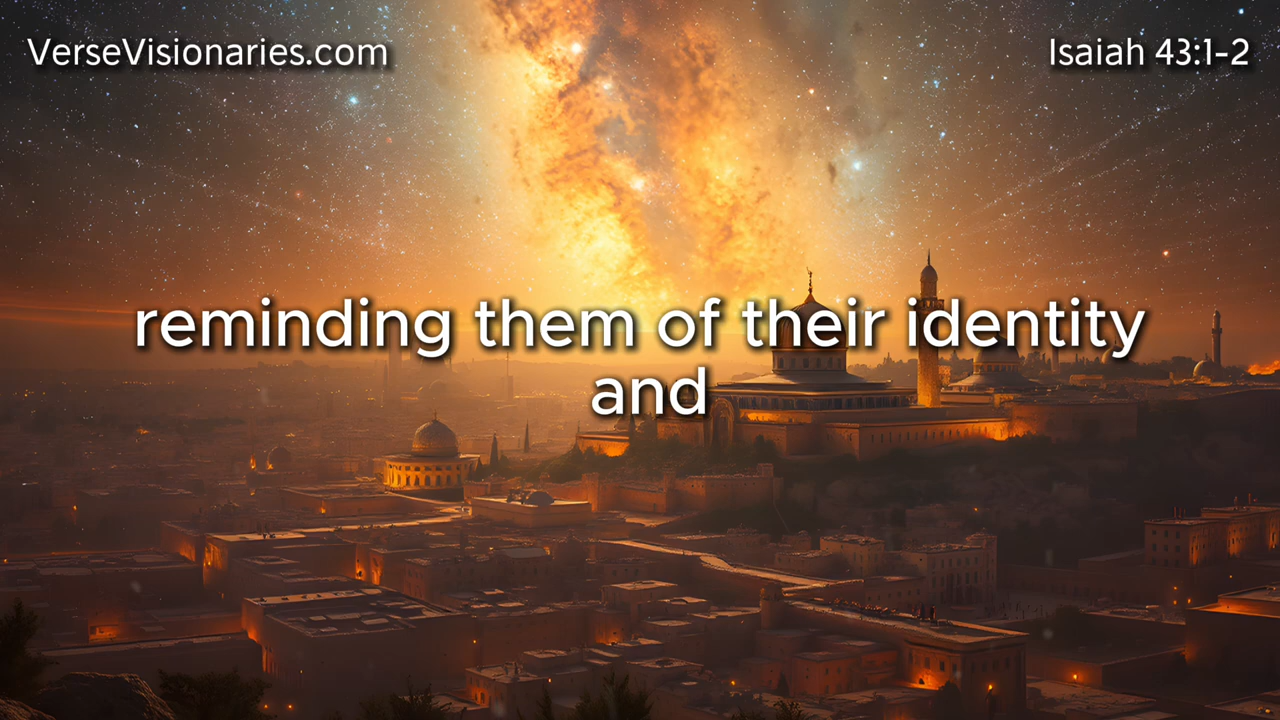 VerseVisionaries.com
Isaiah 43:1-2
reminding them of their identity
and